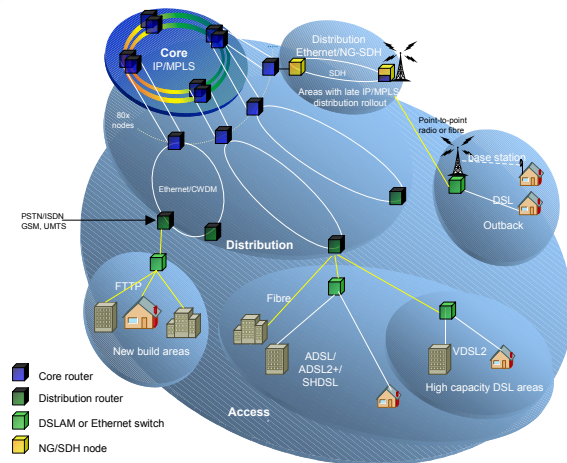 Core
IP/MPLS
Distribution
Ethernet/NG-SDH
SDH
Areas with late IP/MPLS
distribution rollout
80x
nodes
Point-to-point
radio or fibre
base station
DSL
Outback
Ethernet/CWDM
PSTN/ISDN
GSM, UMTS
Distribution
FTTP
New build areas
Fibre
ADSL/
ADSL2+/
SHDSL
VDSL2
High capacity DSL areas
Access
Core router
Distribution router
DSLAM or Ethernet switch
NG/SDH node